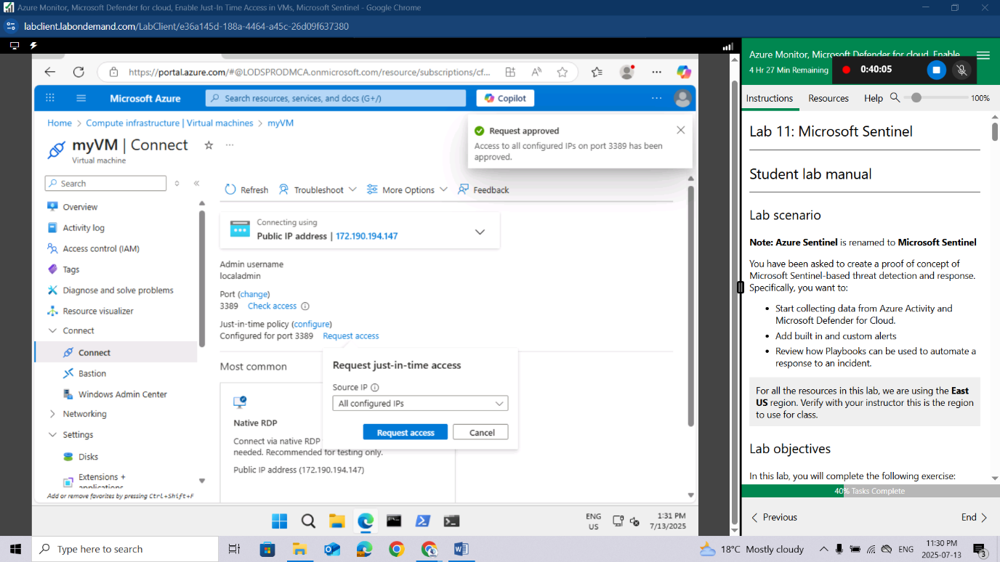 Azure Monitor, Microsoft Defender for cloud, Enable Just-In Time Access in VMs, Microsoft Sentinel - Google Chrome
labclient.labondemand.com/LabClient/e36a145d-188a-4464-a45c-26d09f637380
https://portal.azure.com/#@LODSPRODMCA.onmicrosoft.com/resource/subscriptions/cf...
Microsoft Azure
Search resources, services, and docs (G+/)
Copilot
Home > Compute infrastructure | Virtual machines > myVM
myVM | Connect
Virtual machine
Request approved
Access to all configured IPs on port 3389 has been
approved.
Search
Overview
Activity log
Access control (IAM)
Tags
Diagnose and solve problems
Resource visualizer
Connect
Connect
Bastion
Windows Admin Center
Networking
Settings
Disks
Extensions +
applications
Add or remove favorites by pressing Ctrl+Shift+F
Refresh
Troubleshoot
More Options
Feedback
Connecting using
Public IP address | 172.190.194.147
Admin username
localadmin
Port (change)
3389 Check access
Just-in-time policy (configure)
Configured for port 3389 Request access
Most common
Request just-in-time access
Source IP
All configured IPs
Request access
Cancel
Native RDP
Connect via native RDP
needed. Recommended for testing only.
Public IP address (172.190.194.147)
ENG
US
1:31 PM
7/13/2025
Azure Monitor, Microsoft Defender for cloud, Enable
4 Hr 27 Min Remaining
0:40:05
Instructions
Resources
Help
100%
Lab 11: Microsoft Sentinel
Student lab manual
Lab scenario
Note: Azure Sentinel is renamed to Microsoft Sentinel
You have been asked to create a proof of concept of
Microsoft Sentinel-based threat detection and response.
Specifically, you want to:
• Start collecting data from Azure Activity and
Microsoft Defender for Cloud.
• Add built in and custom alerts
• Review how Playbooks can be used to automate a
response to an incident.
For all the resources in this lab, we are using the East
US region. Verify with your instructor this is the region
to use for class.
Lab objectives
In this lab, you will complete the following exercise:
40% Tasks Complete
Previous
End
Type here to search
18°C Mostly cloudy
ENG
11:30 PM
2025-07-13
3